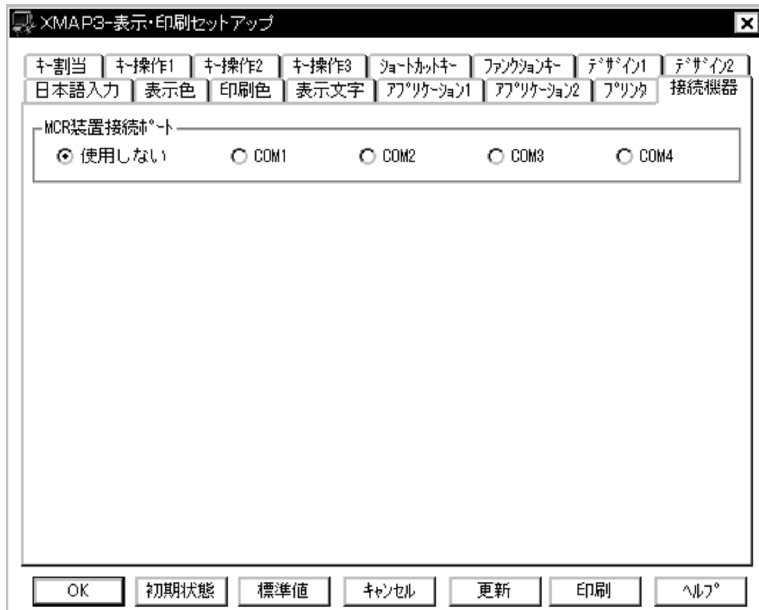 XMAP3-表示・印刷セットアップ
ｷｰ割当 ｷｰ操作1 ｷｰ操作2 ｷｰ操作3 ｼｮｰﾄｶｯﾄｷｰ ﾌｧﾝｸｼｮﾝｷｰ ﾃﾞｻﾞｲﾝ1 ﾃﾞｻﾞｲﾝ2
日本語入力 表示色 印刷色 表示文字 ｱﾌﾟﾘｹｰｼｮﾝ1 ｱﾌﾟﾘｹｰｼｮﾝ2 ﾌﾟﾘﾝﾀ 接続機器
MCR装置接続ﾎﾟｰﾄ
使用しない COM1 COM2 COM3 COM4
OK 初期状態 標準値 ｷｬﾝｾﾙ 更新 印刷 ﾍﾙﾌﾟ